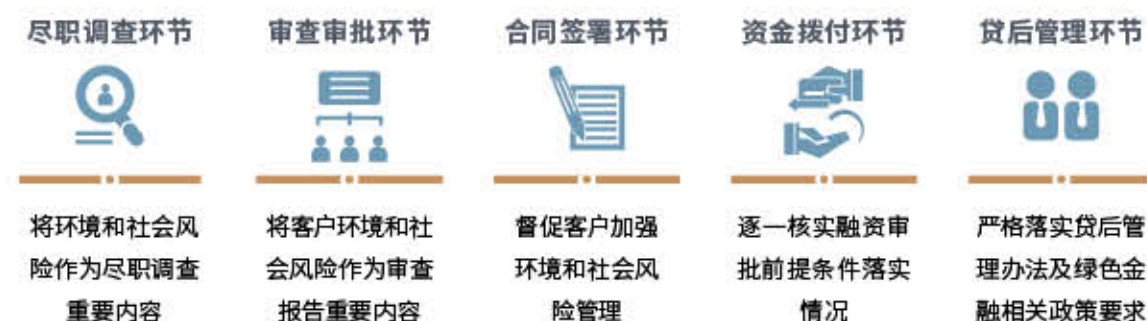 尽职调查环节
审查审批环节
合同签署环节
资金拨付环节
贷后管理环节
将环境和社会风
险作为尽职调查
重要内容
将客户环境和社
会风险作为审查
报告重要内容
督促客户加强
环境和社会风
险管理
逐一核实融资审
批前提条件落实
情况
严格落实贷后管
理办法及绿色金
融相关政策要求